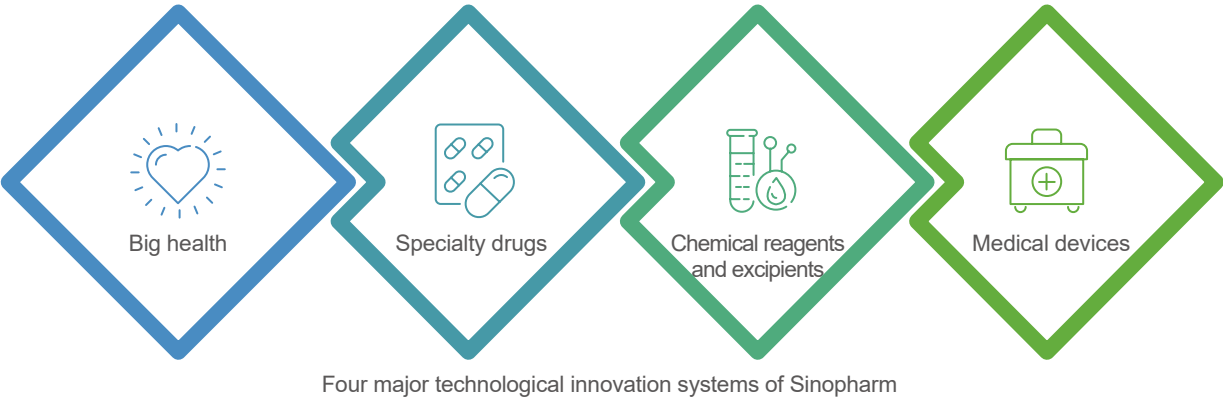 Big health
Specialty drugs
Chemical reagents
and excipients
Medical devices
Four major technological innovation systems of Sinopharm